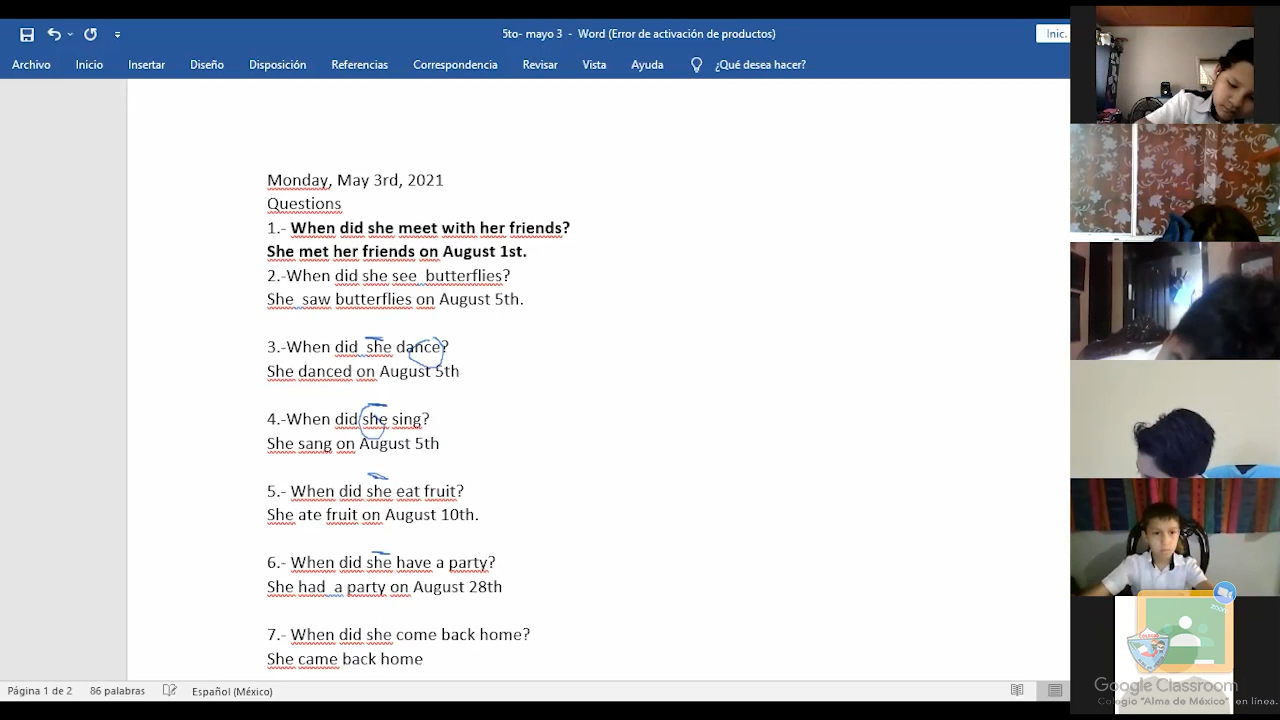 5to- mayo 3 - Word (Error de activación de productos)
Inic.
Archivo Inicio Insertar Diseño Disposición Referencias Correspondencia Revisar Vista Ayuda ¿Qué desea hacer?
Monday, May 3rd, 2021
Questions
1.- When did she meet with her friends?
She met her friends on August 1st.
2.-When did she see butterflies?
She saw butterflies on August 5th.
3.-When did she dance?
She danced on August 5th
4.-When did she sing?
She sang on August 5th
5.- When did she eat fruit?
She ate fruit on August 10th.
6.- When did she have a party?
She had a party on August 28th
7.- When did she come back home?
She came back home
Página 1 de 2 86 palabras Español (México)
zoom
Google Classroom
Colegio "Alma de México" en línea.